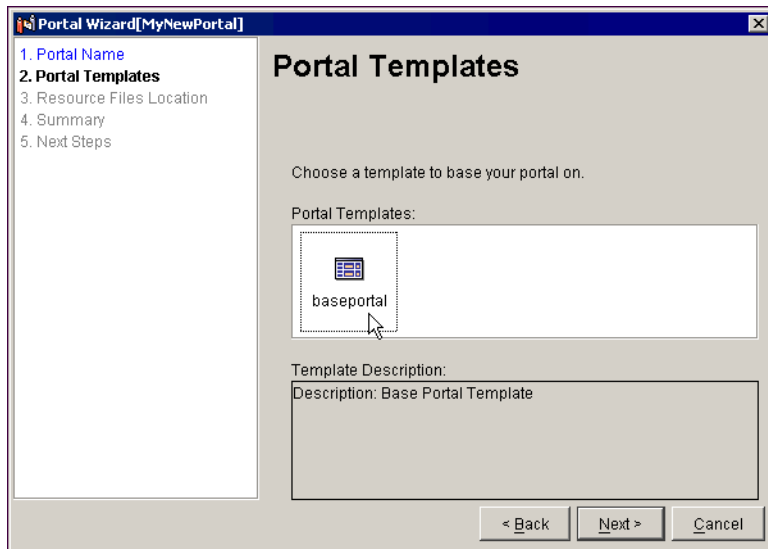 Portal Wizard[MyNewPortal]
1. Portal Name
2. Portal Templates
3. Resource Files Location
4. Summary
5. Next Steps
Portal Templates
Choose a template to base your portal on.
Portal Templates:
baseportal
Template Description:
Description: Base Portal Template
< Back
Next >
Cancel